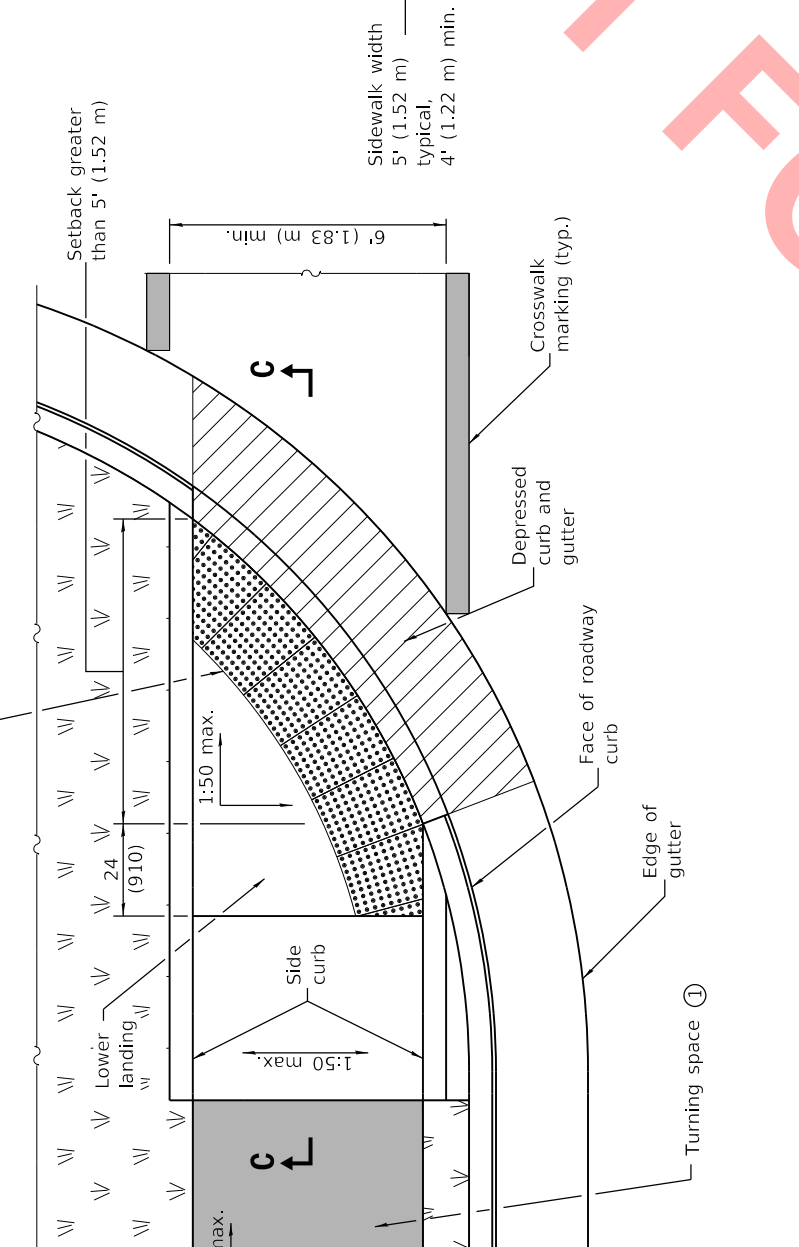 Setback greater
than 5' (1.52 m)
Sidewalk width
5' (1.52 m)
typical,
4' (1.22 m) min.
6' (1.83 m) min.
Crosswalk
marking (typ.)
C
1:50 max.
Depressed
curb and
gutter
Face of roadway
curb
24
(910)
Edge of
gutter
Lower
landing
Side
curb
1:50 max.
Turning space 1
C
max.
FO